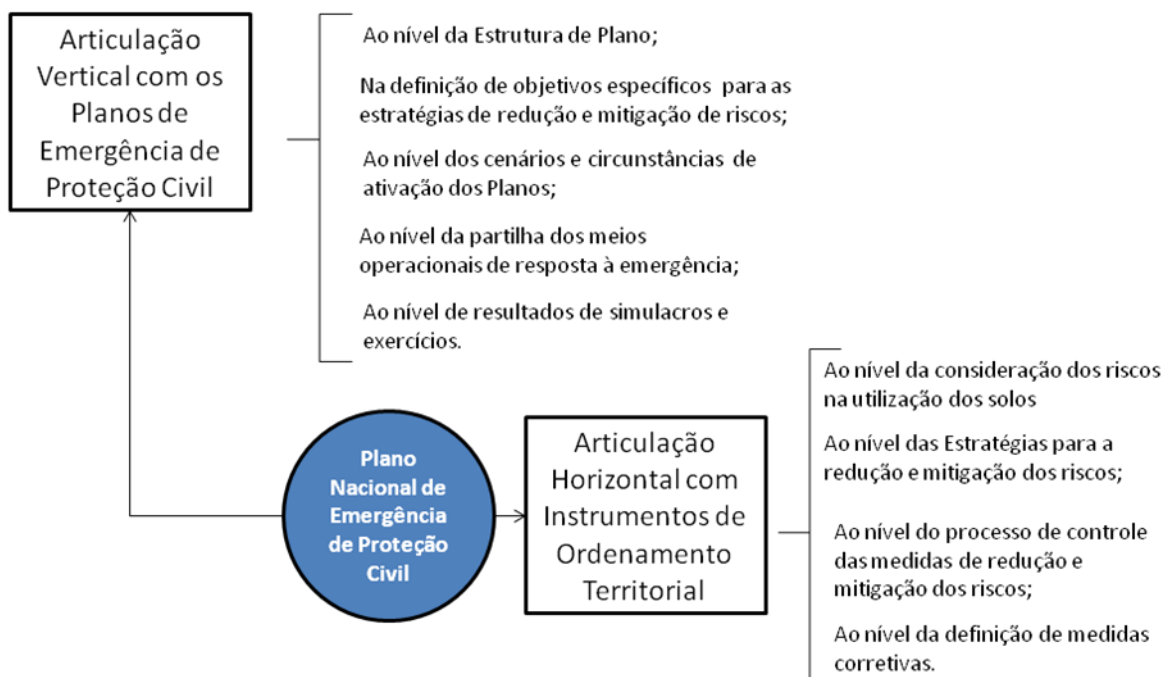 Articulação
Vertical com os
Planos de
Emergência de
Proteção Civil
Ao nível da Estrutura de Plano;
Na definição de objetivos específicos para as
estratégias de redução e mitigação de riscos;
Ao nível dos cenários e circunstâncias de
ativação dos Planos;
Ao nível da partilha dos meios
operacionais de resposta à emergência;
Ao nível de resultados de simulacros e
exercícios.
Plano
Nacional de
Emergência
de Proteção
Civil
Articulação
Horizontal com
Instrumentos de
Ordenamento
Territorial
Ao nível da consideração dos riscos
na utilização dos solos
Ao nível das Estratégias para a
redução e mitigação dos riscos;
Ao nível do processo de controle
das medidas de redução e
mitigação dos riscos;
Ao nível da definição de medidas
corretivas.